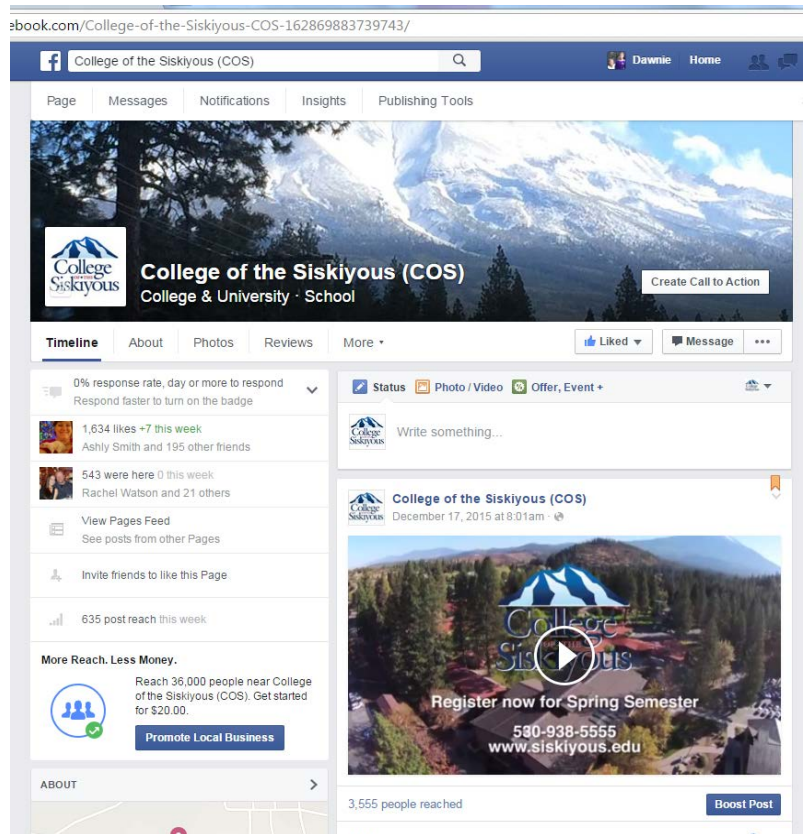 ebook.com/College-of-the-Siskiyous-COS-162869883739743/
f College of the Siskiyous (COS) Dawnie Home
Page Messages Notifications Insights Publishing Tools
College
OF THE
Siskiyous
College of the Siskiyous (COS)
College & University · School
Create Call to Action
Timeline About Photos Reviews More Liked Message •••
0% response rate, day or more to respond
Respond faster to turn on the badge
1,634 likes +7 this week
Ashly Smith and 195 other friends
543 were here 0 this week
Rachel Watson and 21 others
View Pages Feed
See posts from other Pages
Invite friends to like this Page
635 post reach this week
More Reach. Less Money.
Reach 36,000 people near College
of the Siskiyous (COS). Get started
for $20.00.
Promote Local Business
ABOUT
Status Photo / Video Offer, Event +
College
Siskiyous
Write something...
College
Siskiyous
College of the Siskiyous (COS)
December 17, 2015 at 8:01am ·
College
OF THE
Siskiyous
Register now for Spring Semester
530-938-5555
www.siskiyous.edu
3,555 people reached
Boost Post